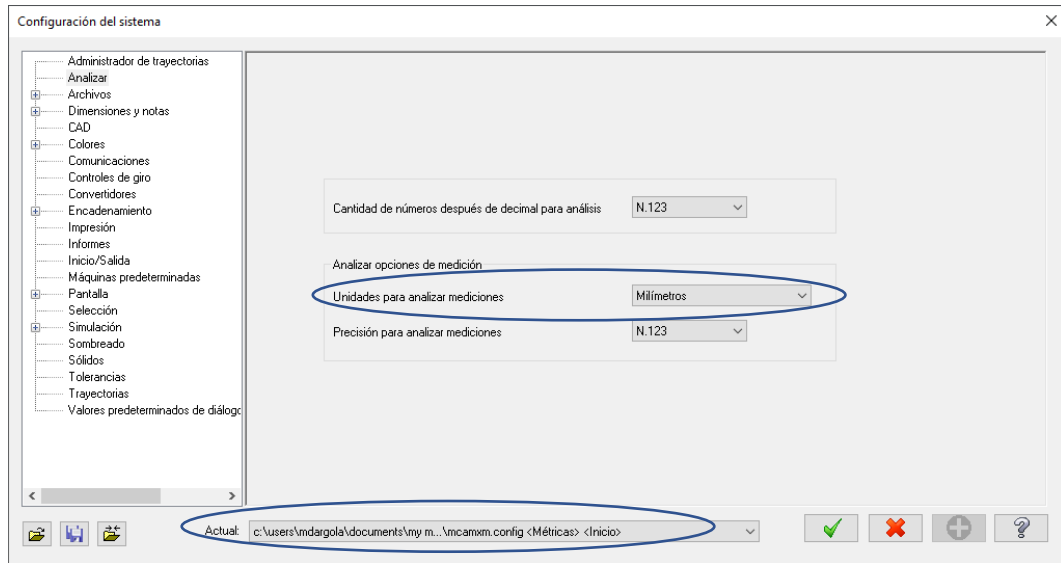 Configuración del sistema
Administrador de trayectorias
Analizar
Archivos
Dimensiones y notas
CAD
Colores
Comunicaciones
Controles de giro
Convertidores
Encadenamiento
Impresión
Informes
Inicio/Salida
Máquinas predeterminadas
Pantalla
Selección
Simulación
Sombreado
Sólidos
Tolerancias
Trayectorias
Valores predeterminados de diálogo
Cantidad de números después de decimal para análisis N.123
Analizar opciones de medición
Unidades para analizar mediciones Milímetros
Precisión para analizar mediciones N.123
Actual: c:\users\mdargola\documents\my m...\mcamxm.config <Métricas> <Inicio>